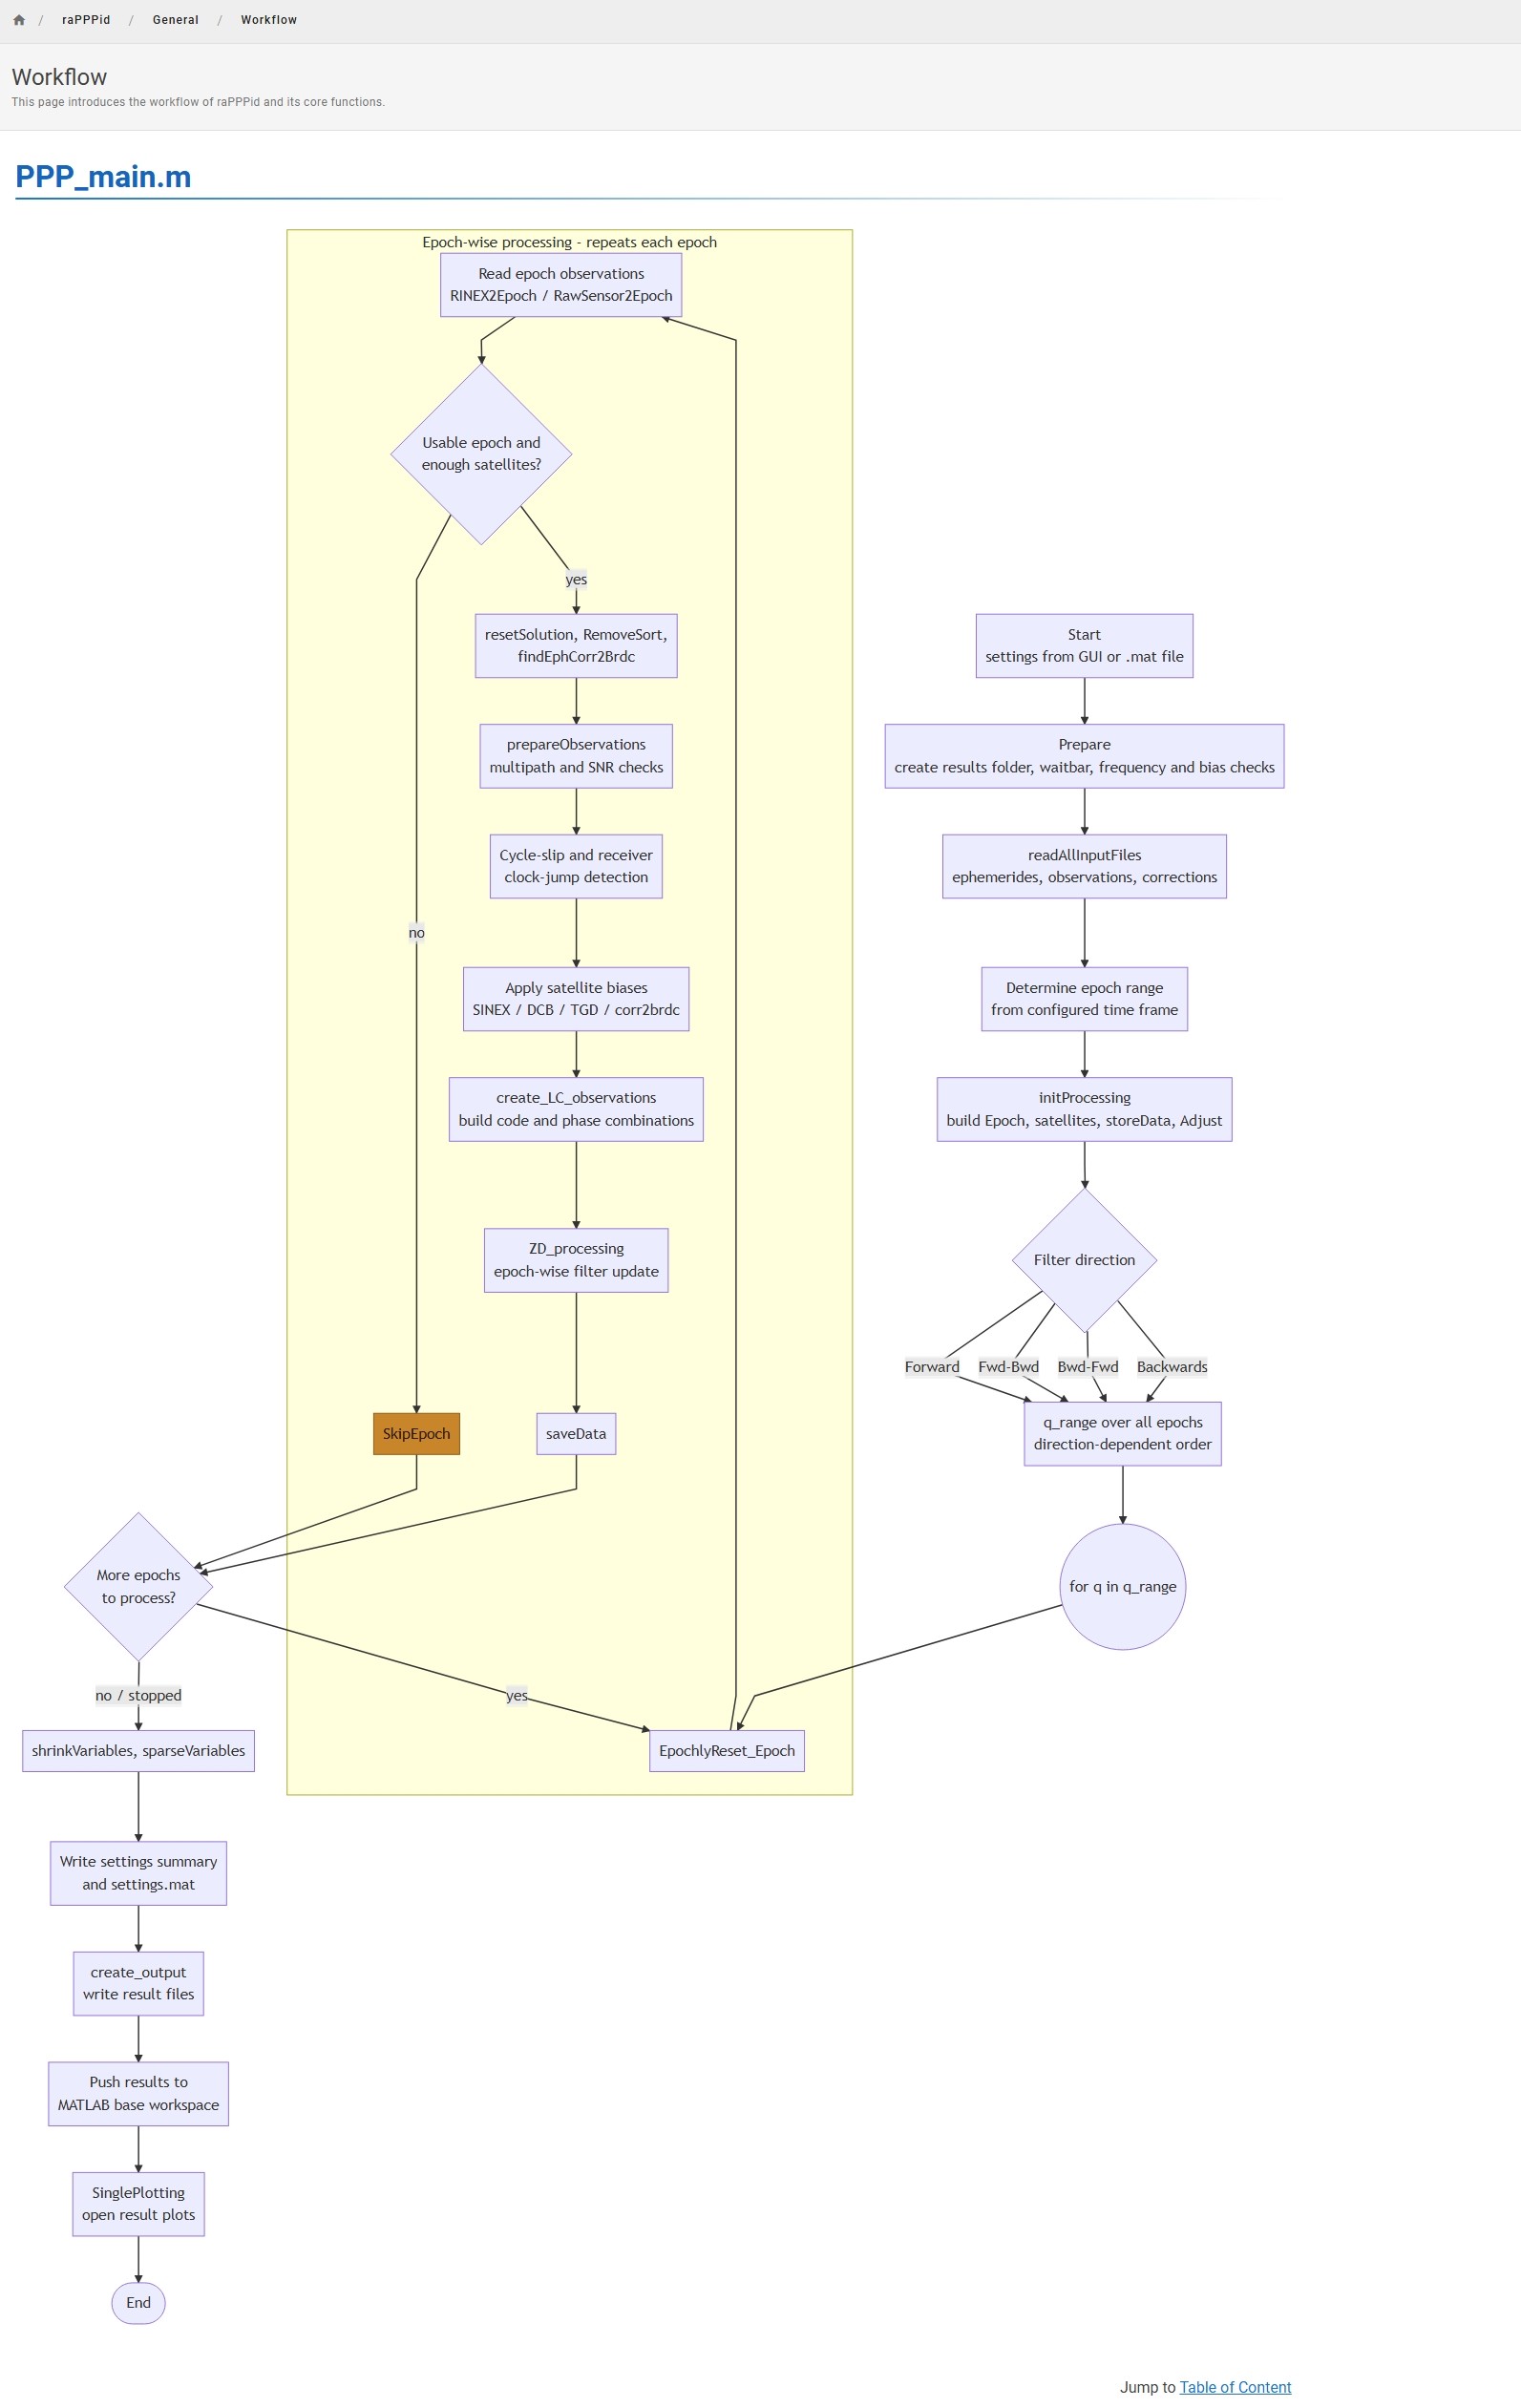 / raPPPid / General / Workflow
Workflow
This page introduces the workflow of raPPPid and its core functions.
PPP_main.m
Epoch-wise processing - repeats each epoch
Read epoch observations
RINEX2Epoch / RawSensor2Epoch
Usable epoch and
enough satellites?
yes
no
resetSolution, RemoveSort,
findEphCorr2Brdc
prepareObservations
multipath and SNR checks
Cycle-slip and receiver
clock-jump detection
Apply satellite biases
SINEX / DCB / TGD / corr2brdc
create_LC_observations
build code and phase combinations
ZD_processing
epoch-wise filter update
SkipEpoch
saveData
EpochlyReset_Epoch
Start
settings from GUI or .mat file
Prepare
create results folder, waitbar, frequency and bias checks
readAllInputFiles
ephemerides, observations, corrections
Determine epoch range
from configured time frame
initProcessing
build Epoch, satellites, storeData, Adjust
Filter direction
Forward
Fwd-Bwd
Bwd-Fwd
Backwards
q_range over all epochs
direction-dependent order
for q in q_range
More epochs
to process?
yes
no / stopped
shrinkVariables, sparseVariables
Write settings summary
and settings.mat
create_output
write result files
Push results to
MATLAB base workspace
SinglePlotting
open result plots
End
Jump to Table of Content